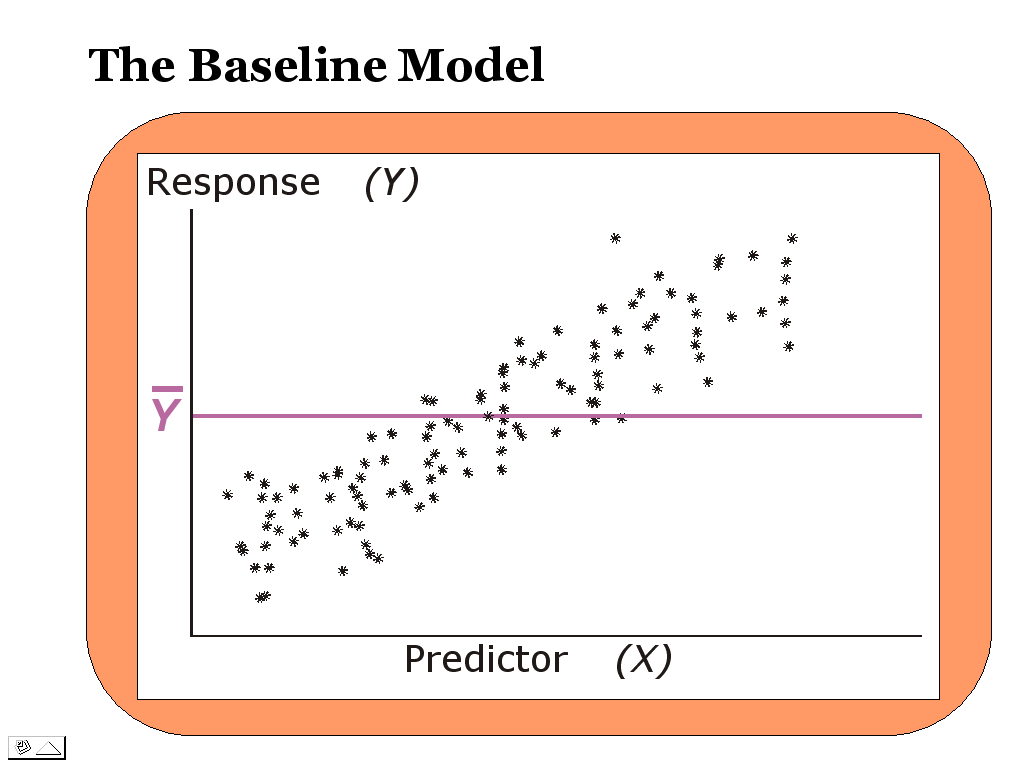 The Baseline Model
Response (Y)
Y̅
Predictor (X)